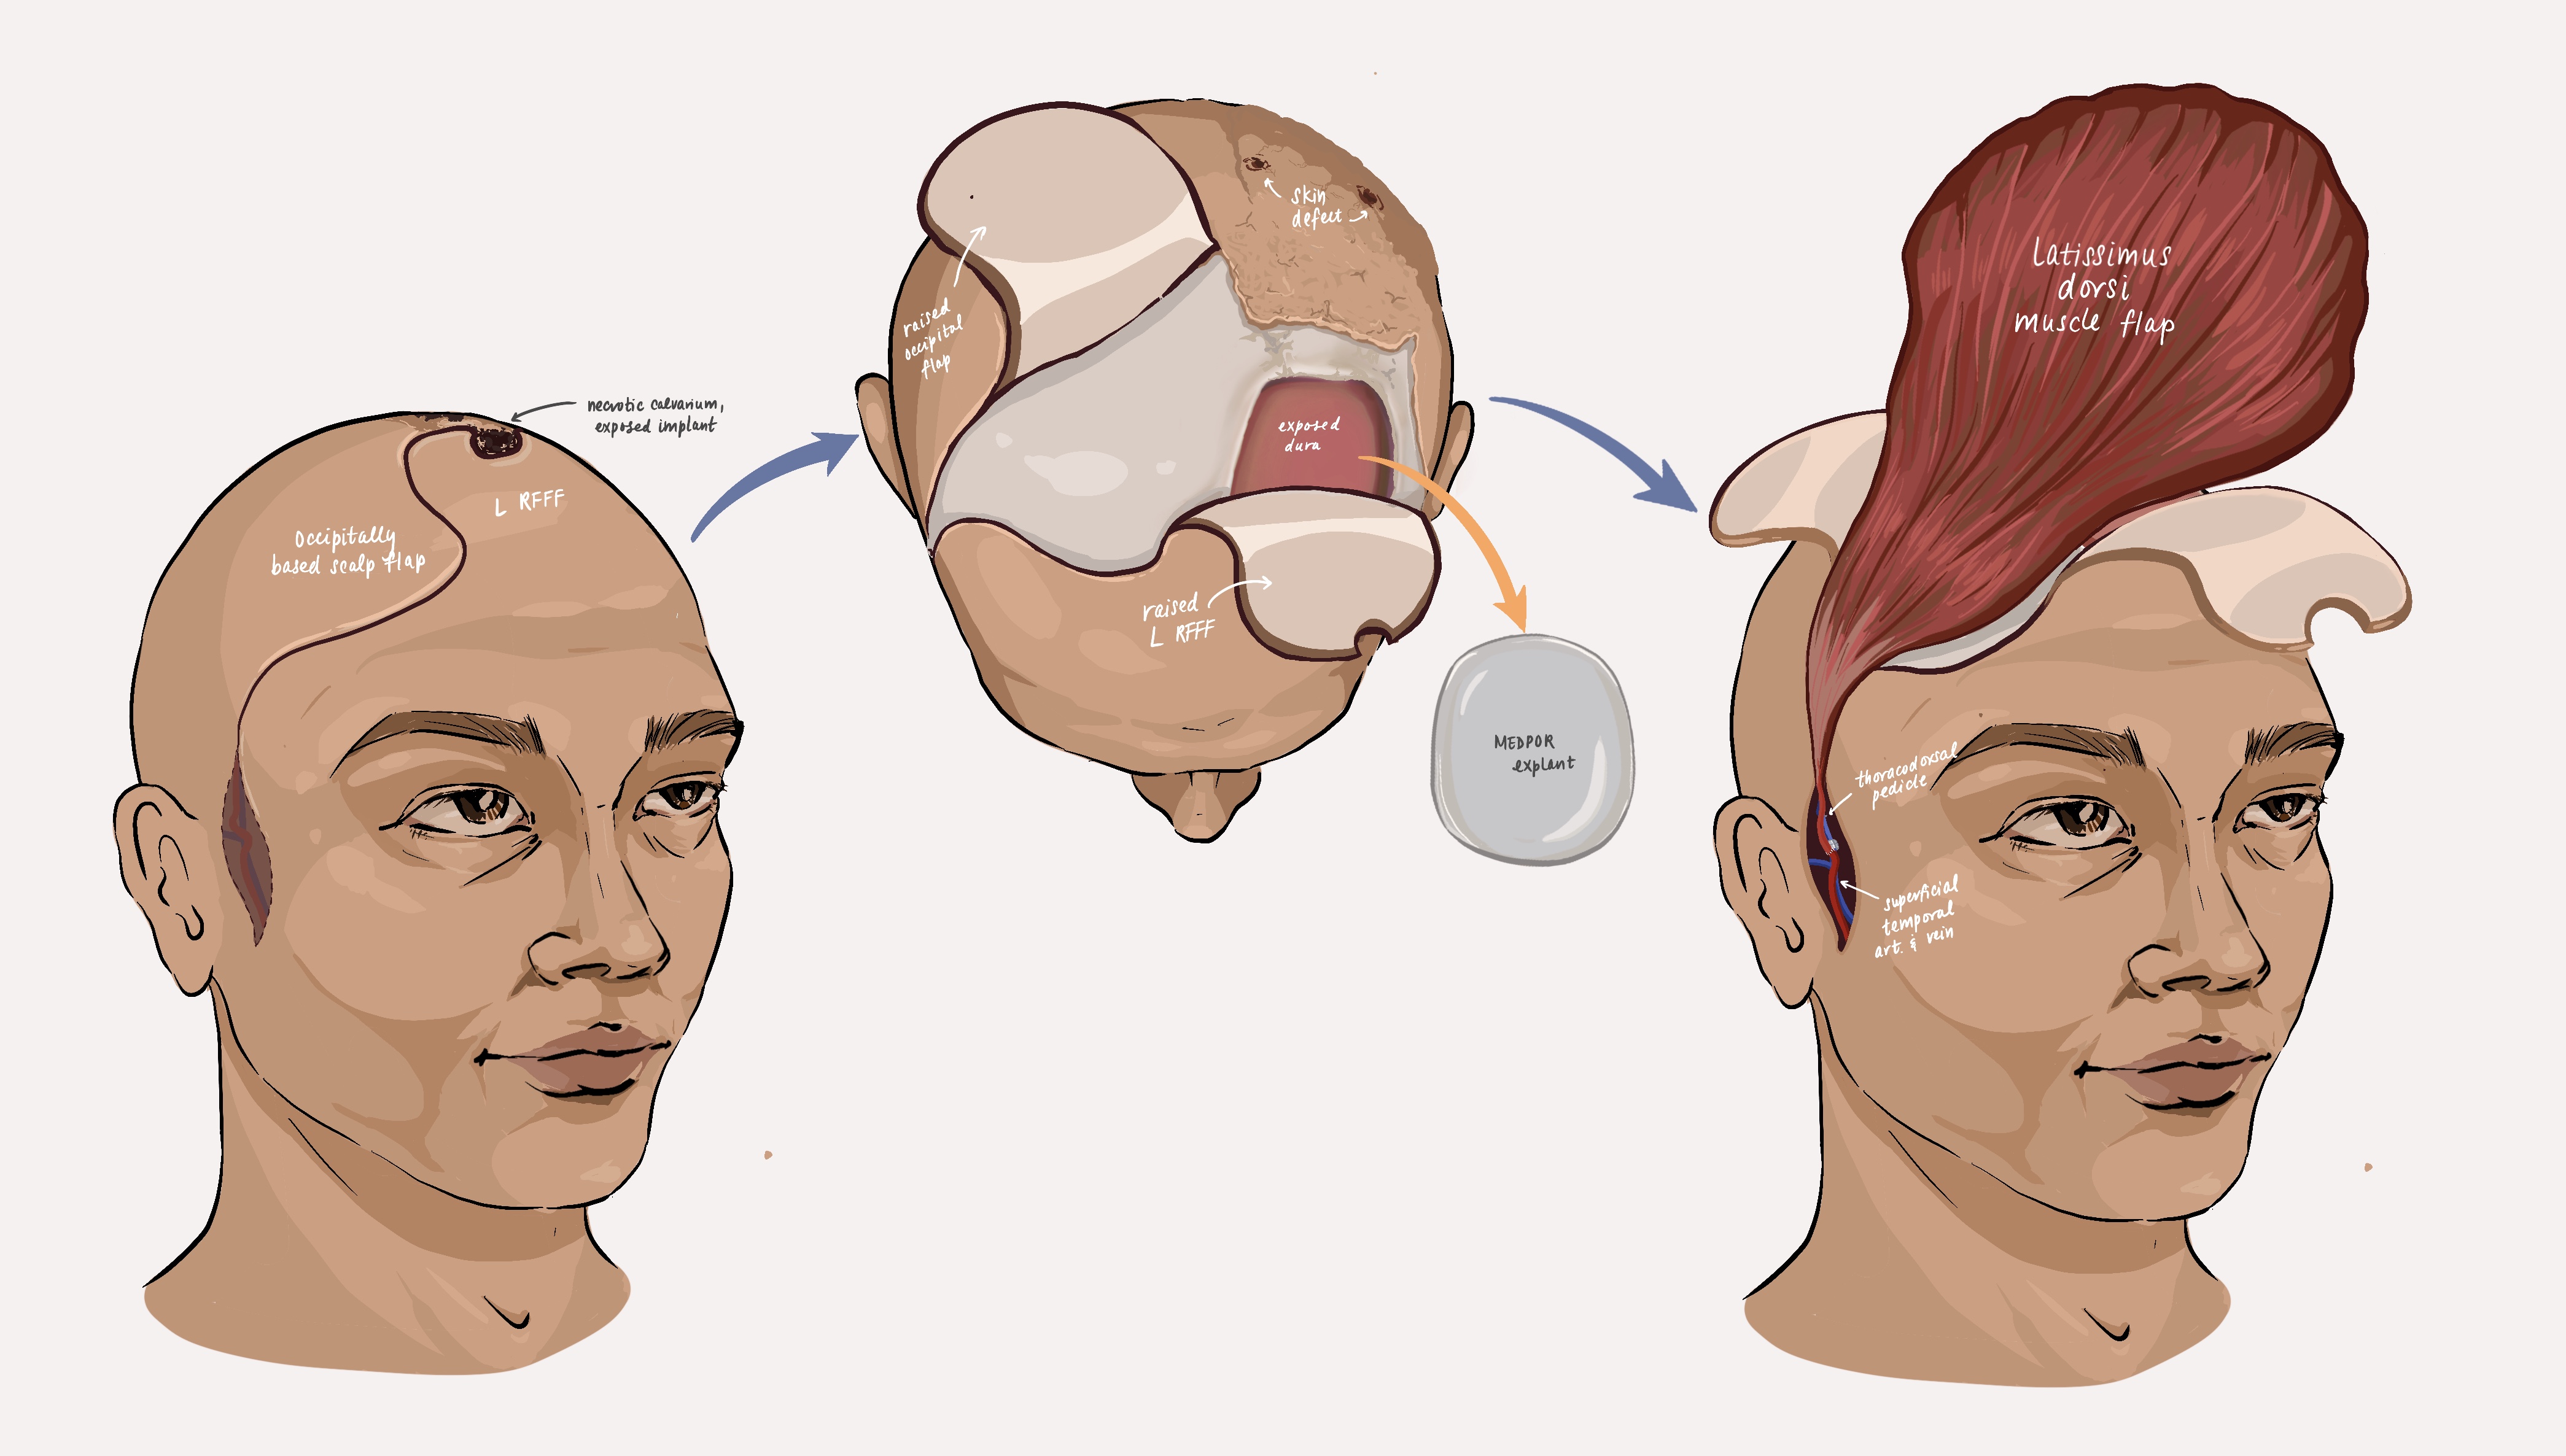 necrotic calvarium,
exposed implant
L RFFF
Occipitally
based scalp flap
raised
occipital
flap
skin
defect
exposed
dura
raised
L RFFF
MEDPOR
explant
Latissimus
dorsi
muscle flap
thoracodorsal
pedicle
superficial
temporal
art. & vein